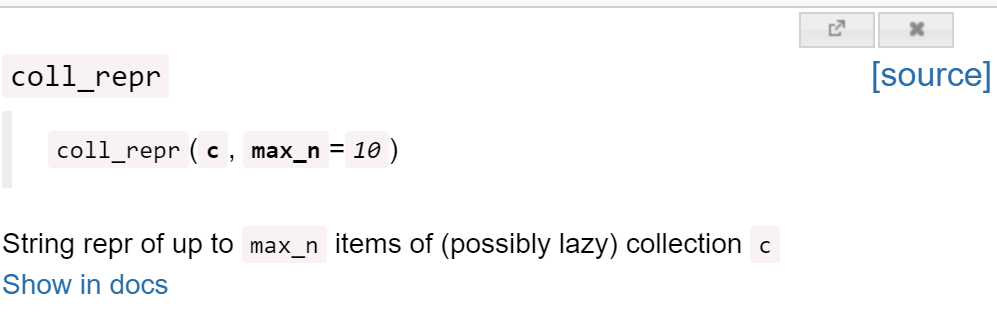 coll_repr [source]
coll_repr(c, max_n=10)
String repr of up to max_n items of (possibly lazy) collection c
Show in docs